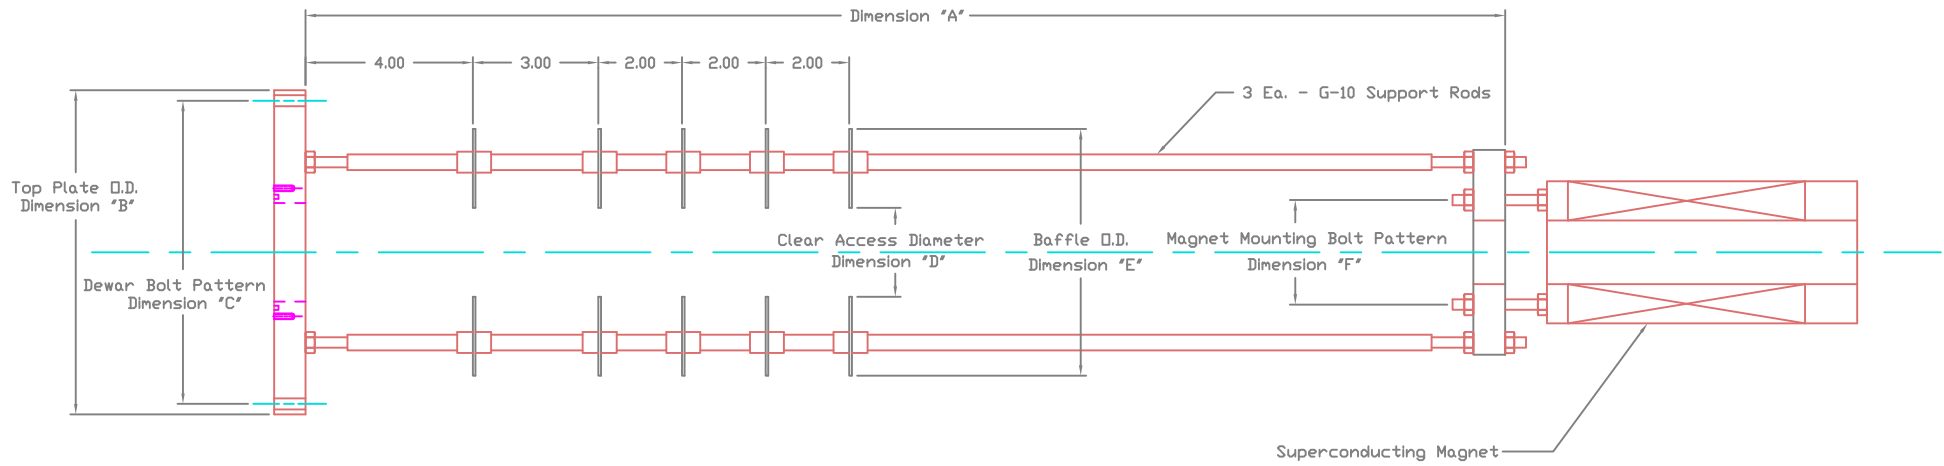 Dimension "A"
4.00
3.00
2.00
2.00
2.00
3 Ea. - G-10 Support Rods
Top Plate O.D.
Dimension "B"
Clear Access Diameter
Dimension "D"
Baffle O.D.
Dimension "E"
Magnet Mounting Bolt Pattern
Dimension "F"
Dewar Bolt Pattern
Dimension "C"
Superconducting Magnet